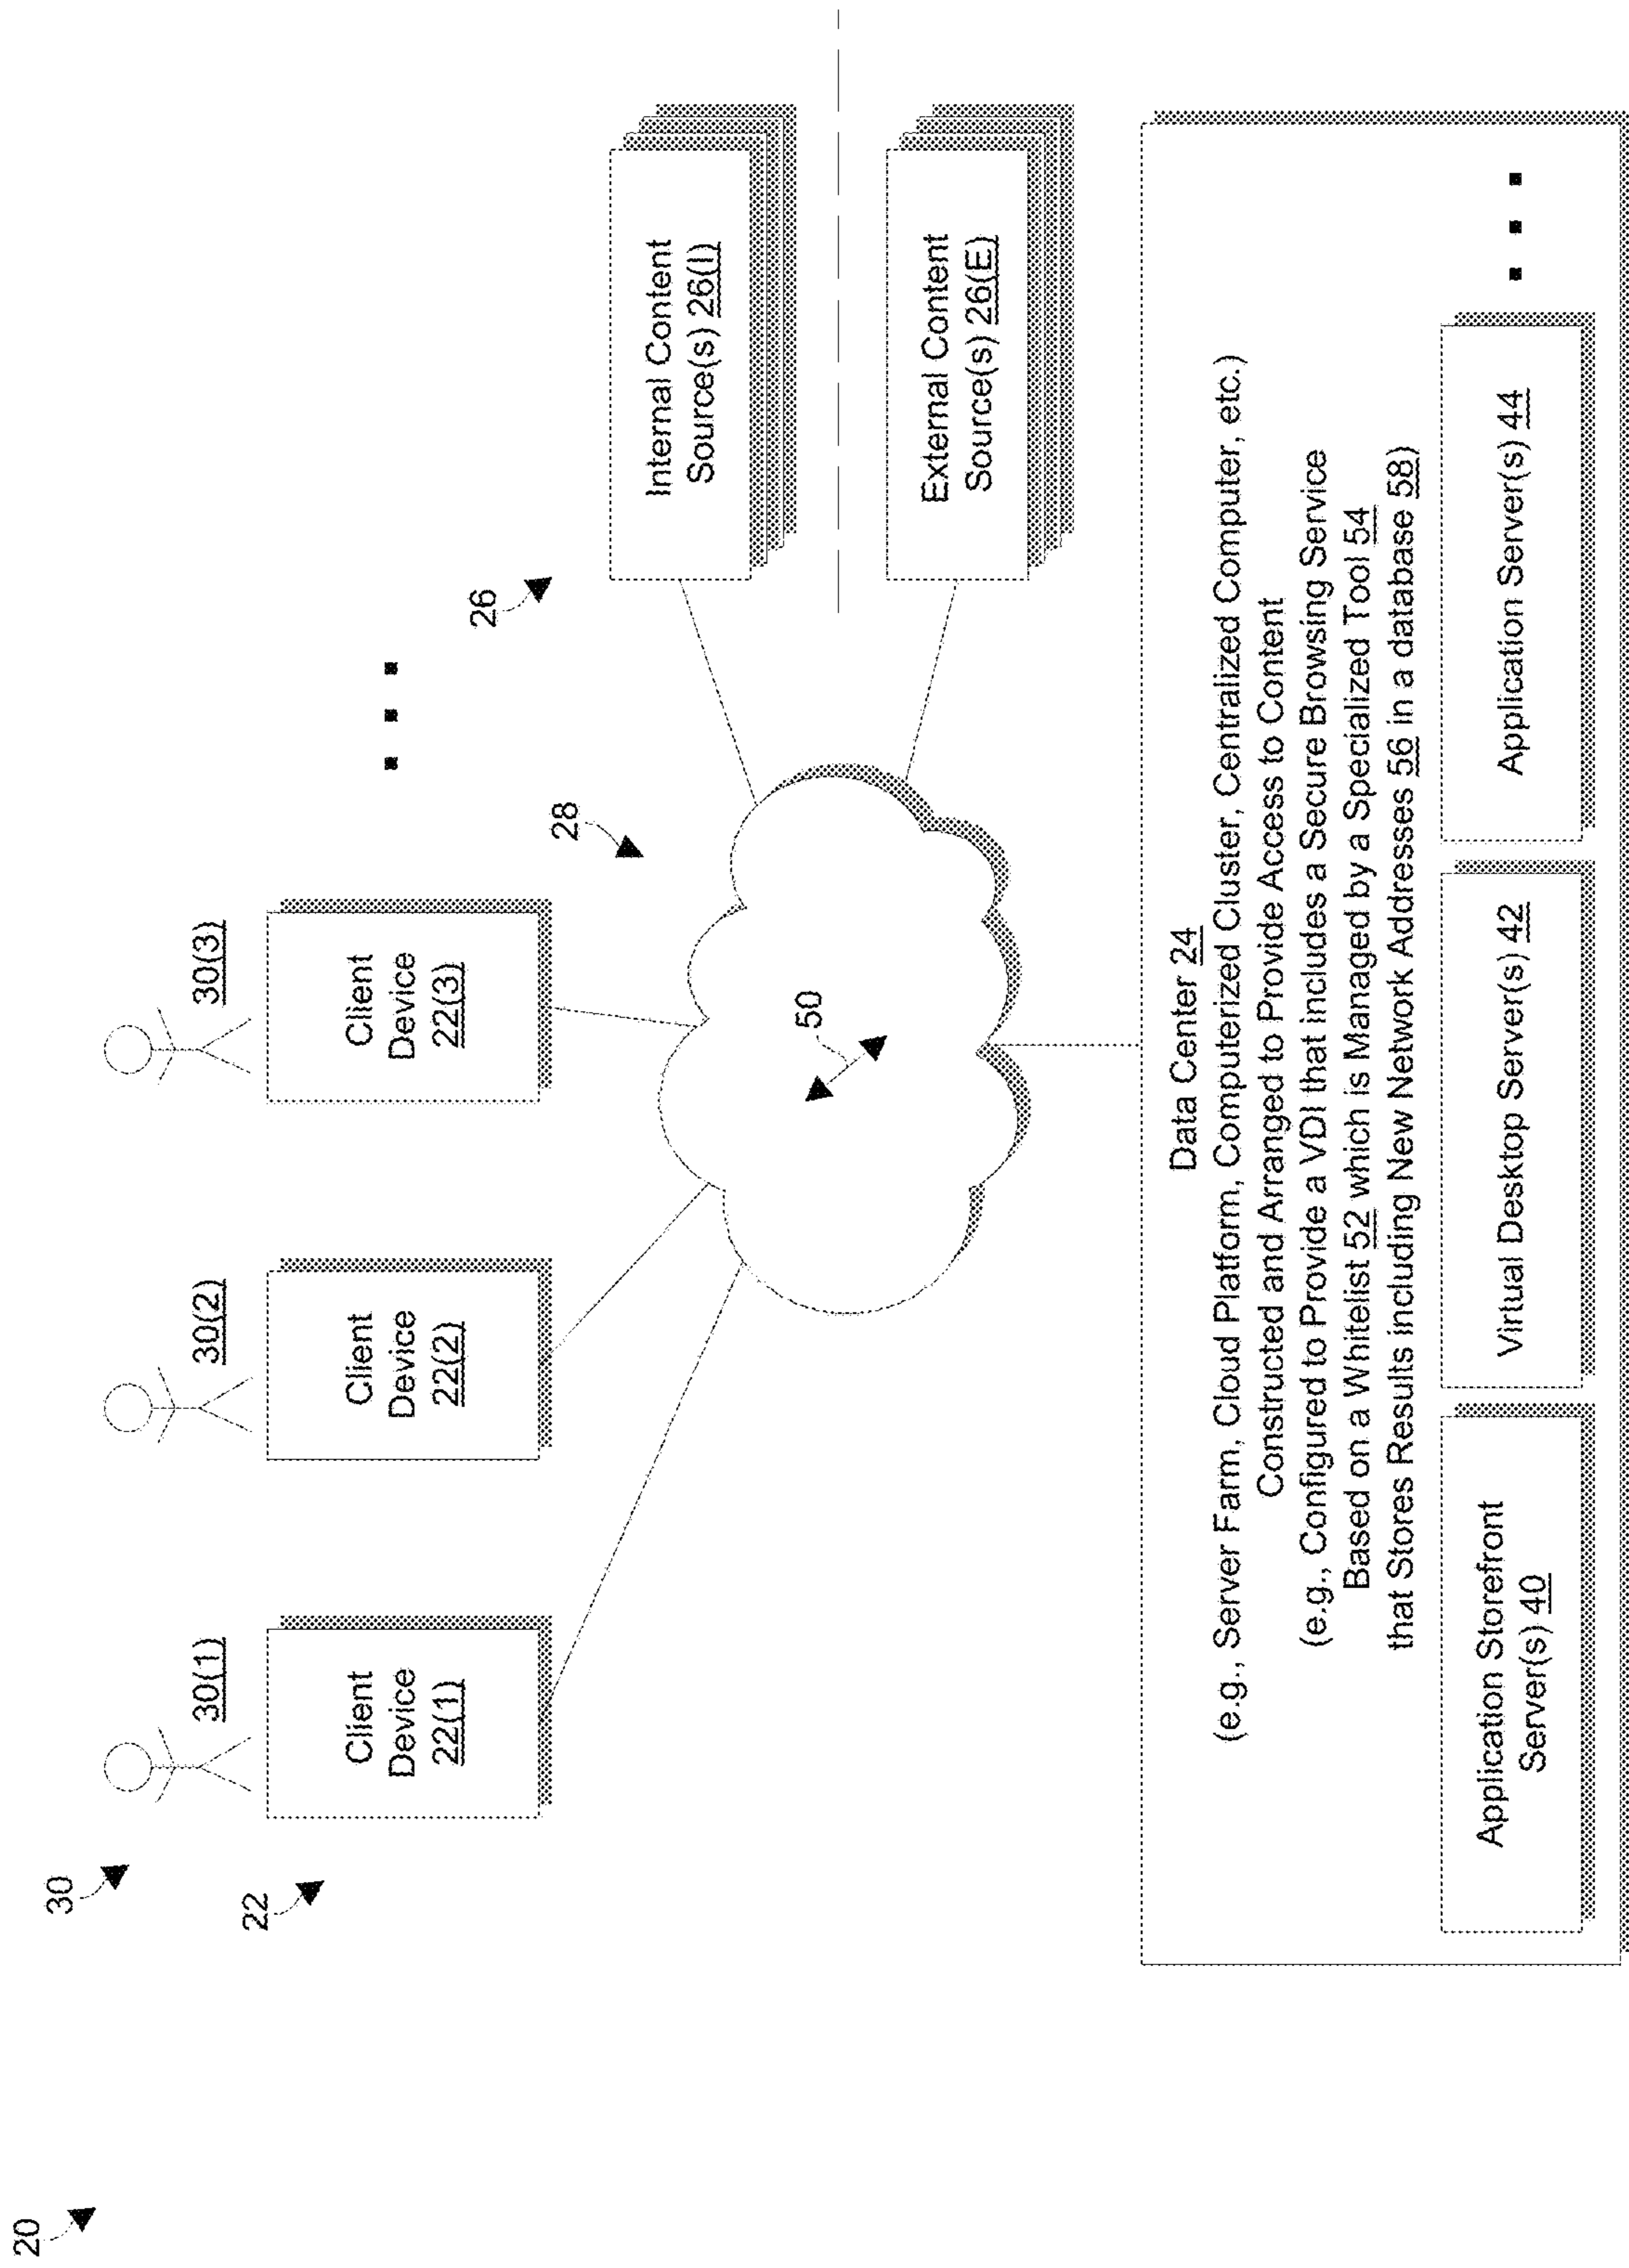 20
30
30(1)
30(2)
30(3)
22
Client
Device
22(1)
Client
Device
22(2)
Client
Device
22(3)
26
28
50
Internal Content
Source(s) 26(I)
External Content
Source(s) 26(E)
Data Center 24
(e.g., Server Farm, Cloud Platform, Computerized Cluster, Centralized Computer, etc.)
Constructed and Arranged to Provide Access to Content
(e.g., Configured to Provide a VDI that includes a Secure Browsing Service
Based on a Whitelist 52 which is Managed by a Specialized Tool 54
that Stores Results including New Network Addresses 56 in a database 58)
Application Storefront
Server(s) 40
Virtual Desktop Server(s) 42
Application Server(s) 44